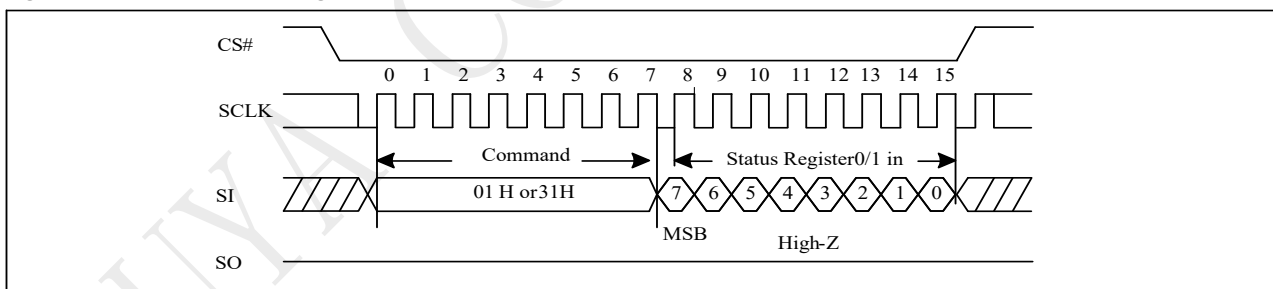 CS#
0 1 2 3 4 5 6 7 8 9 10 11 12 13 14 15
SCLK
Command
Status Register0/1 in
SI
01 H or31H
7 6 5 4 3 2 1 0
MSB
High-Z
SO